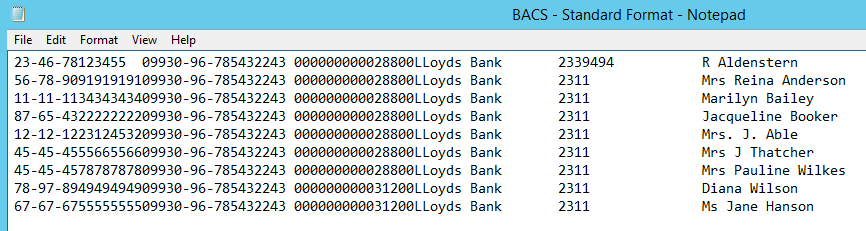 BACS - Standard Format - Notepad
File Edit Format View Help
23-46-78123455  09930-96-785432243 000000000028800LLoyds Bank       2339494           R Aldenstern
56-78-909191919109930-96-785432243 000000000028800LLoyds Bank       2311              Mrs Reina Anderson
11-11-113434343409930-96-785432243 000000000028800LLoyds Bank       2311              Marilyn Bailey
87-65-432222222209930-96-785432243 000000000028800LLoyds Bank       2311              Jacqueline Booker
12-12-122312453209930-96-785432243 000000000028800LLoyds Bank       2311              Mrs. J. Able
45-45-455566556609930-96-785432243 000000000028800LLoyds Bank       2311              Mrs J Thatcher
45-45-457878787809930-96-785432243 000000000028800LLoyds Bank       2311              Mrs Pauline Wilkes
78-97-894949494909930-96-785432243 000000000031200LLoyds Bank       2311              Diana Wilson
67-67-675555555509930-96-785432243 000000000031200LLoyds Bank       2311              Ms Jane Hanson